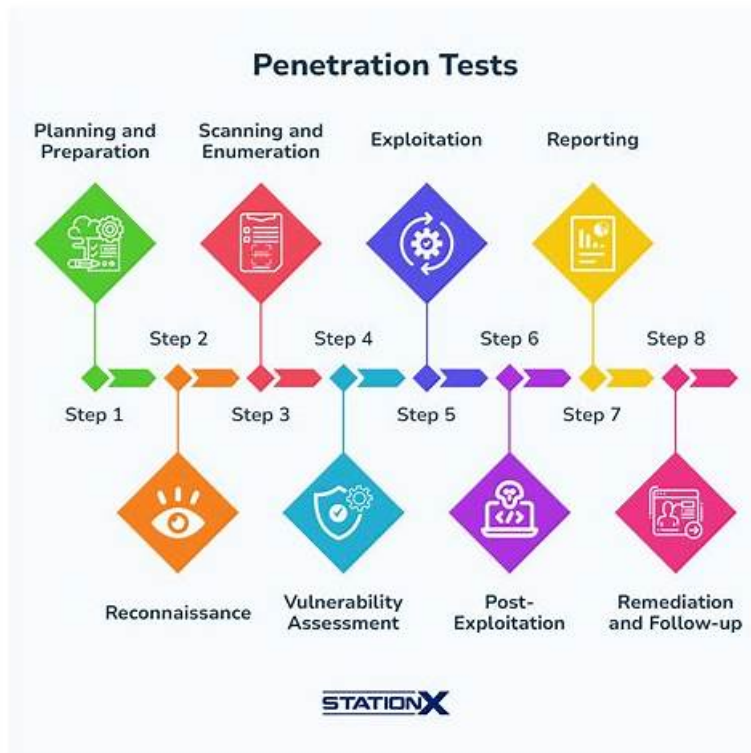 Penetration Tests
Planning and
Preparation
Scanning and
Enumeration
Exploitation
Reporting
Step 2
Step 4
Step 6
Step 8
Step 1
Step 3
Step 5
Step 7
Reconnaissance
Vulnerability
Assessment
Post-
Exploitation
Remediation
and Follow-up
STATIONX